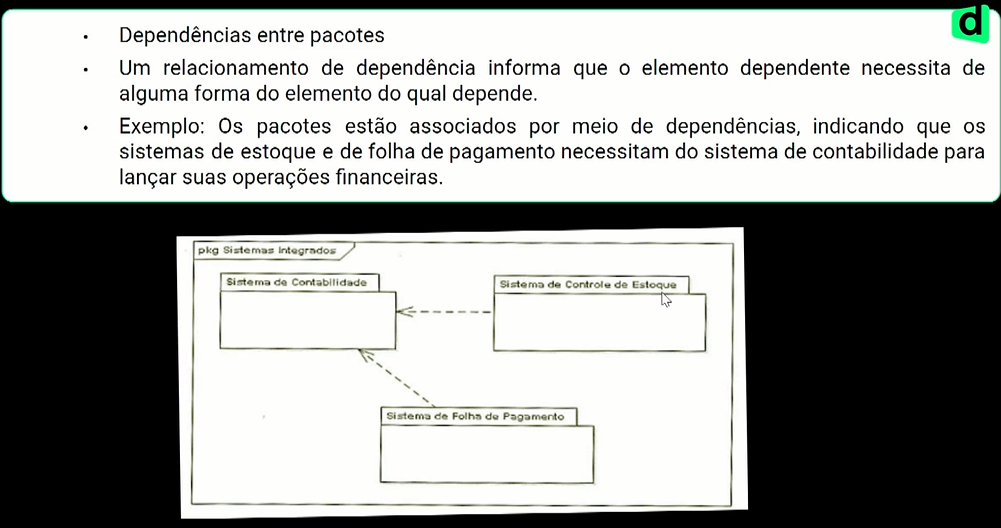 d
• Dependências entre pacotes
• Um relacionamento de dependência informa que o elemento dependente necessita de
alguma forma do elemento do qual depende.
• Exemplo: Os pacotes estão associados por meio de dependências, indicando que os
sistemas de estoque e de folha de pagamento necessitam do sistema de contabilidade para
lançar suas operações financeiras.
pkg Sistemas Integrados
Sistema de Contabilidade
Sistema de Controle de Estoque
Sistema de Folha de Pagamento